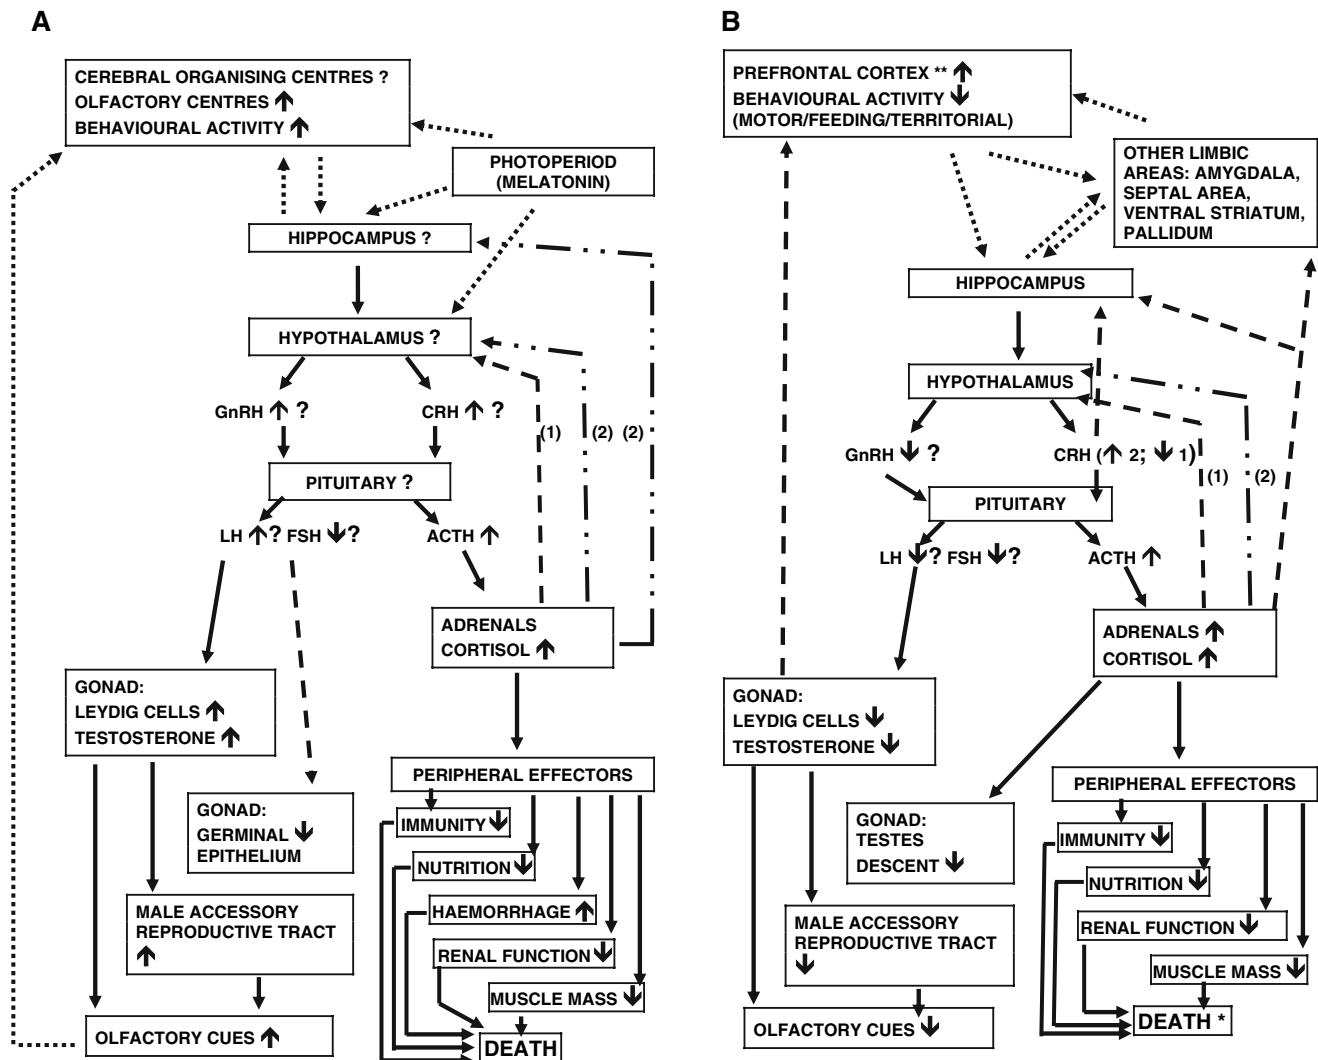 A
CEREBRAL ORGANISING CENTRES ?
OLFACTORY CENTRES ↑
BEHAVIOURAL ACTIVITY ↑
PHOTOPERIOD
(MELATONIN)
HIPPOCAMPUS ?
HYPOTHALAMUS ?
GnRH ↑ ?
CRH ↑ ?
(1)
(2)
(2)
PITUITARY ?
LH ↑? FSH ↓?
ACTH ↑
ADRENALS
CORTISOL ↑
GONAD:
LEYDIG CELLS ↑
TESTOSTERONE ↑
PERIPHERAL EFFECTORS
GONAD:
GERMINAL ↓
EPITHELIUM
IMMUNITY ↓
NUTRITION ↓
HAEMORRHAGE ↑
MALE ACCESSORY
REPRODUCTIVE TRACT
↑
RENAL FUNCTION ↓
MUSCLE MASS ↓
OLFACTORY CUES ↑
DEATH
B
PREFRONTAL CORTEX ** ↑
BEHAVIOURAL ACTIVITY ↓
(MOTOR/FEEDING/TERRITORIAL)
OTHER LIMBIC
AREAS: AMYGDALA,
SEPTAL AREA,
VENTRAL STRIATUM,
PALLIDUM
HIPPOCAMPUS
HYPOTHALAMUS
GnRH ↓ ?
CRH (↑ 2; ↓ 1)
(1)
(2)
PITUITARY
LH ↓? FSH ↓?
ACTH ↑
ADRENALS ↑
CORTISOL ↑
GONAD:
LEYDIG CELLS ↓
TESTOSTERONE ↓
PERIPHERAL EFFECTORS
GONAD:
TESTES
DESCENT ↓
IMMUNITY ↓
NUTRITION ↓
MALE ACCESSORY
REPRODUCTIVE TRACT
↓
RENAL FUNCTION ↓
MUSCLE MASS ↓
OLFACTORY CUES ↓
DEATH *